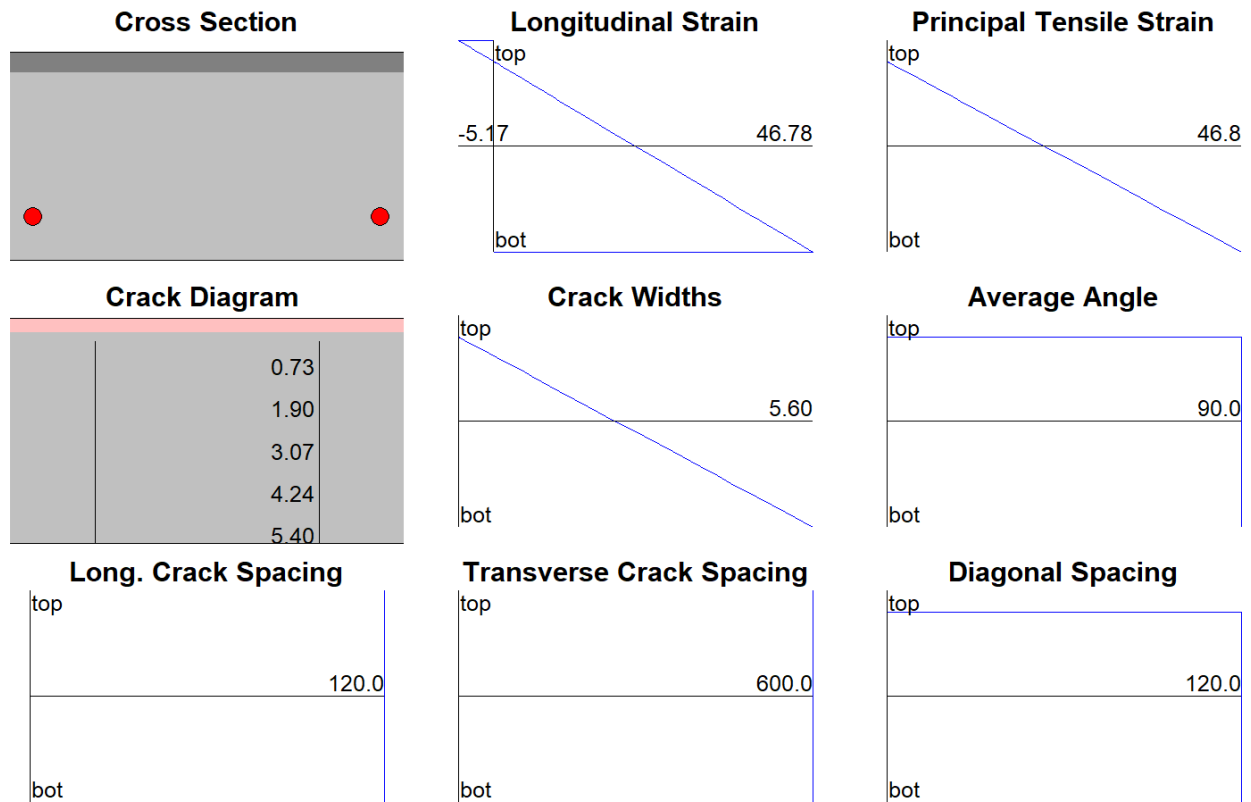 Cross Section
Longitudinal Strain
top
-5.17
46.78
bot
Principal Tensile Strain
top
46.8
bot
Crack Diagram
0.73
1.90
3.07
4.24
5.40
Crack Widths
top
5.60
bot
Average Angle
top
90.0
bot
Long. Crack Spacing
top
120.0
bot
Transverse Crack Spacing
top
600.0
bot
Diagonal Spacing
top
120.0
bot